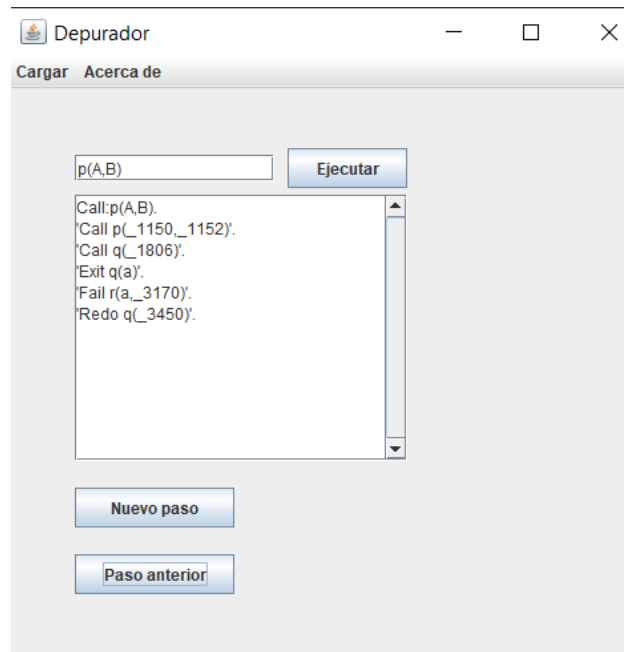 Depurador
Cargar Acerca de
p(A,B) Ejecutar
Call:p(A,B).
'Call p(_1150,_1152)'.
'Call q(_1806)'.
'Exit q(a)'.
'Fail r(a,_3170)'.
'Redo q(_3450)'.
Nuevo paso
Paso anterior